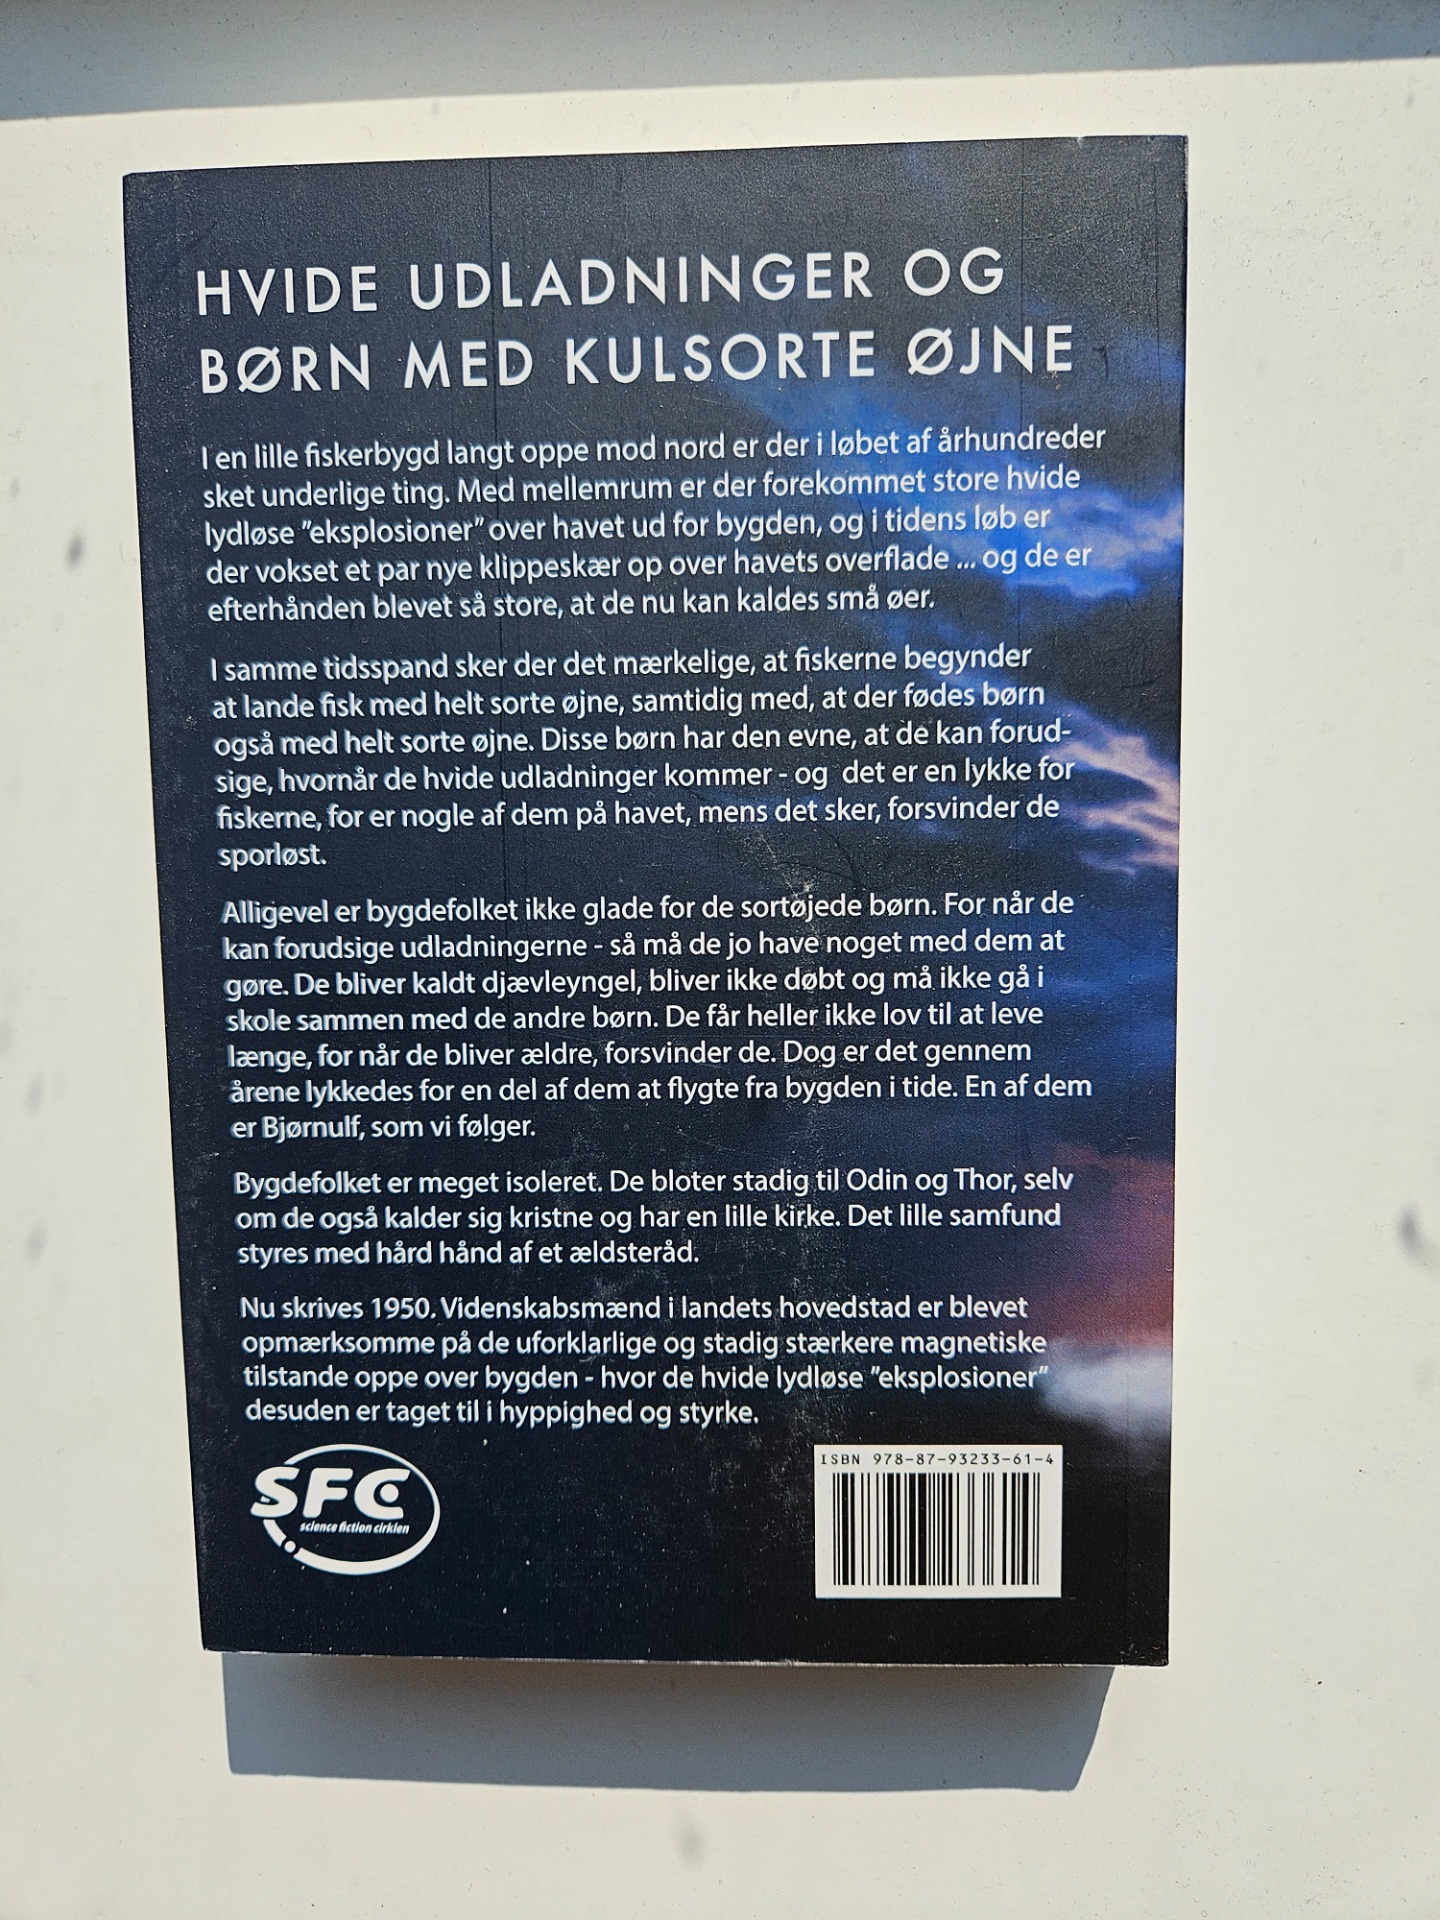 HVIDE UDLADNINGER OG
BØRN MED KULSORTE ØJNE
I en lille fiskerbygd langt oppe mod nord er der i løbet af århundreder
sket underlige ting. Med mellemrum er der forekommet store hvide
lydløse "eksplosioner" over havet ud for bygden, og i tidens løb er
der vokset et par nye klippeskær op over havets overflade ... og de er
efterhånden blevet så store, at de nu kan kaldes små øer.
I samme tidsspand sker der det mærkelige, at fiskerne begynder
at lande fisk med helt sorte øjne, samtidig med, at der fødes børn
også med helt sorte øjne. Disse børn har den evne, at de kan forud-
sige, hvornår de hvide udladninger kommer - og det er en lykke for
fiskerne, for er nogle af dem på havet, mens det sker, forsvinder de
sporløst.
Alligevel er bygdefolket ikke glade for de sortøjede børn. For når de
kan forudsige udladningerne - så må de jo have noget med dem at
gøre. De bliver kaldt djævleyngel, bliver ikke døbt og må ikke gå i
skole sammen med de andre børn. De får heller ikke lov til at leve
længe, for når de bliver ældre, forsvinder de. Dog er det gennem
årene lykkedes for en del af dem at flygte fra bygden i tide. En af dem
er Bjørnulf, som vi følger.
Bygdefolket er meget isoleret. De bloter stadig til Odin og Thor, selv
om de også kalder sig kristne og har en lille kirke. Det lille samfund
styres med hård hånd af et ældsteråd.
Nu skrives 1950. Videnskabsmænd i landets hovedstad er blevet
opmærksomme på de uforklarlige og stadig stærkere magnetiske
tilstande oppe over bygden - hvor de hvide lydløse "eksplosioner"
desuden er taget til i hyppighed og styrke.
SFC
science fiction cirklen
ISBN 978-87-93233-61-4